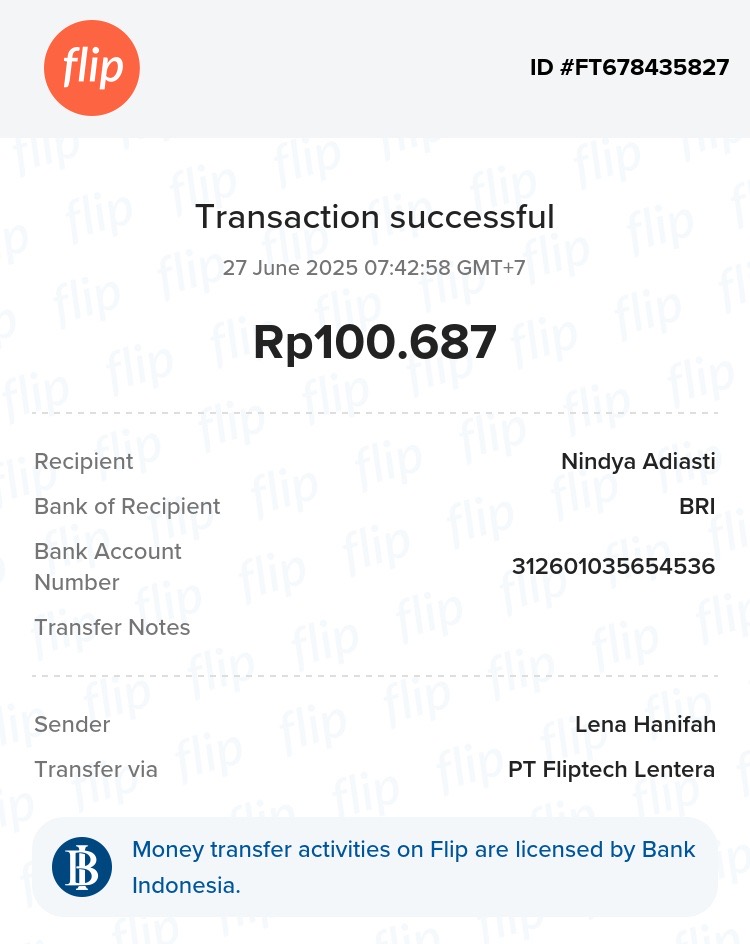 flip
ID #FT678435827
Transaction successful
27 June 2025 07:42:58 GMT+7
Rp100.687
Recipient
Nindya Adiasti
Bank of Recipient
BRI
Bank Account
Number
312601035654536
Transfer Notes
Sender
Lena Hanifah
Transfer via
PT Fliptech Lentera
Money transfer activities on Flip are licensed by Bank
Indonesia.